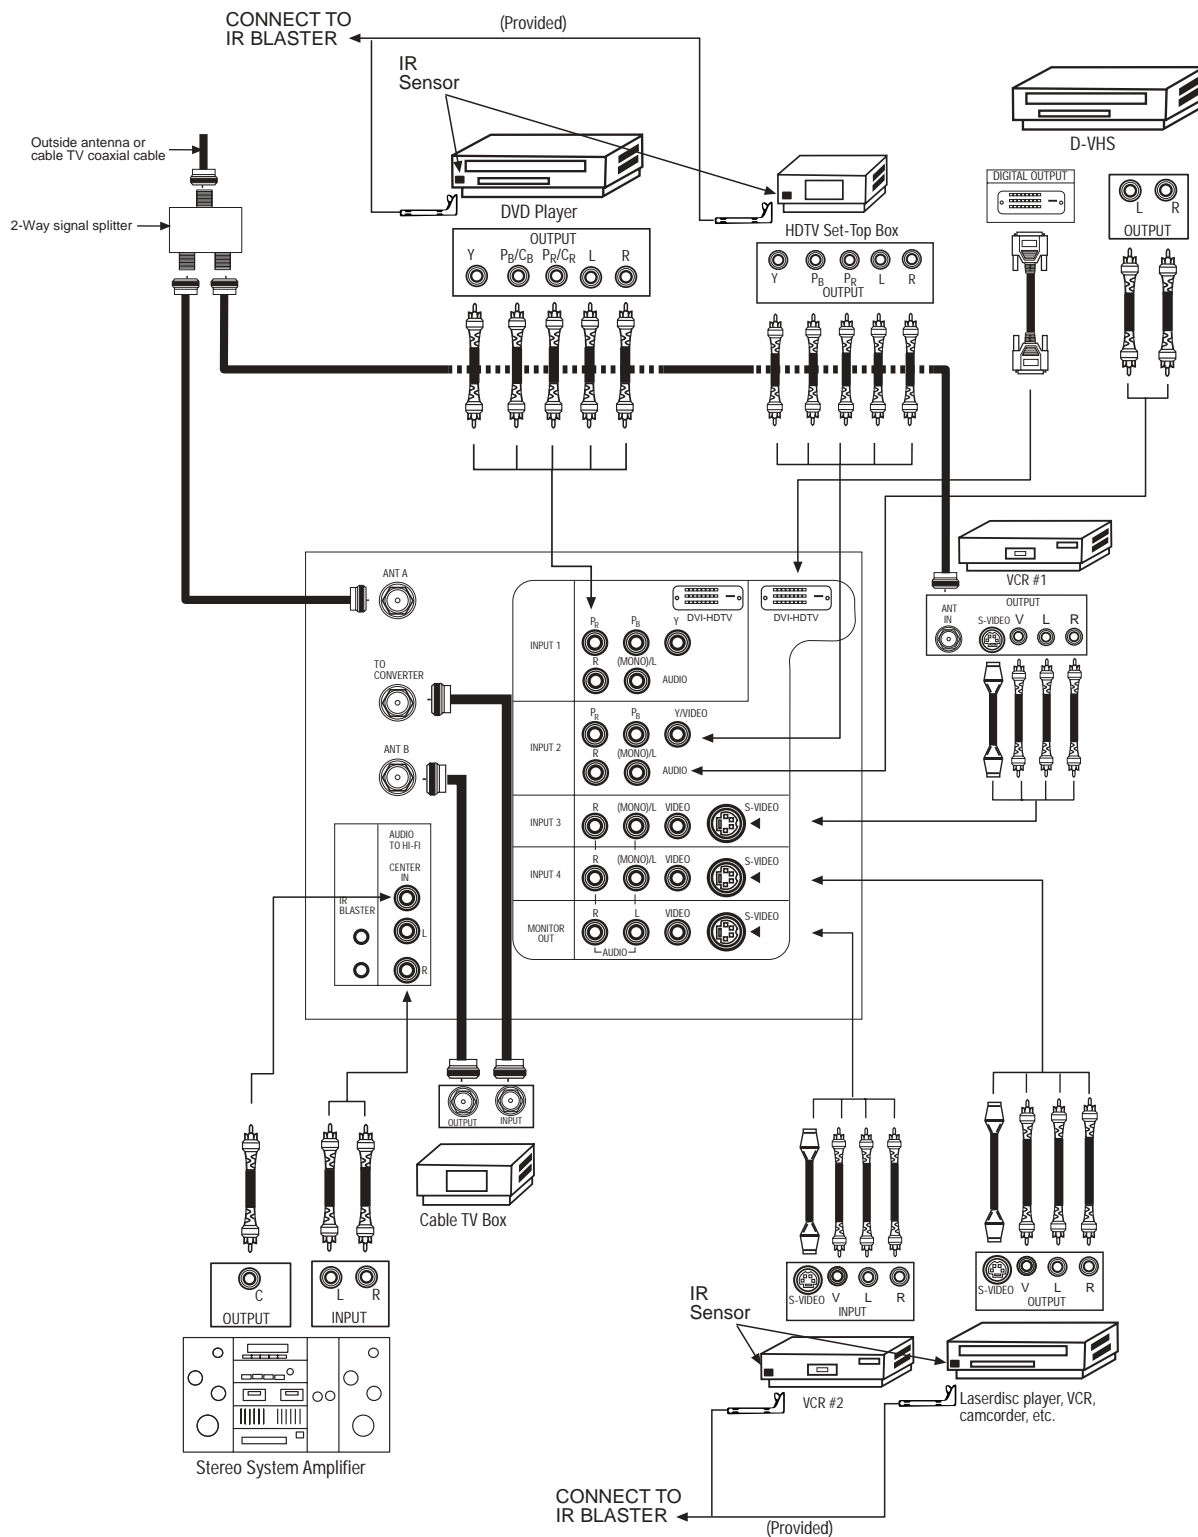 CONNECT TO
IR BLASTER
(Provided)
IR
Sensor
D-VHS
Outside antenna or
cable TV coaxial cable
2-Way signal splitter
DVD Player
HDTV Set-Top Box
DIGITAL OUTPUT
L R
OUTPUT
OUTPUT
Y PB/CB PR/CR L R
Y PB PR L R
OUTPUT
VCR #1
OUTPUT
ANT
IN
S-VIDEO V L R
ANT A
DVI-HDTV
DVI-HDTV
INPUT 1
PR PB Y
R (MONO)/L AUDIO
TO
CONVERTER
INPUT 2
PR PB Y/VIDEO
R (MONO)/L AUDIO
ANT B
INPUT 3
R (MONO)/L VIDEO S-VIDEO
INPUT 4
R (MONO)/L VIDEO S-VIDEO
MONITOR
OUT
R L VIDEO S-VIDEO
AUDIO
AUDIO
TO HI-FI
CENTER
IN
IR
BLASTER
L
R
OUTPUT INPUT
Cable TV Box
C
OUTPUT
L R
INPUT
Stereo System Amplifier
S-VIDEO V L R
INPUT
S-VIDEO V L R
OUTPUT
IR
Sensor
VCR #2
Laserdisc player, VCR,
camcorder, etc.
CONNECT TO
IR BLASTER
(Provided)